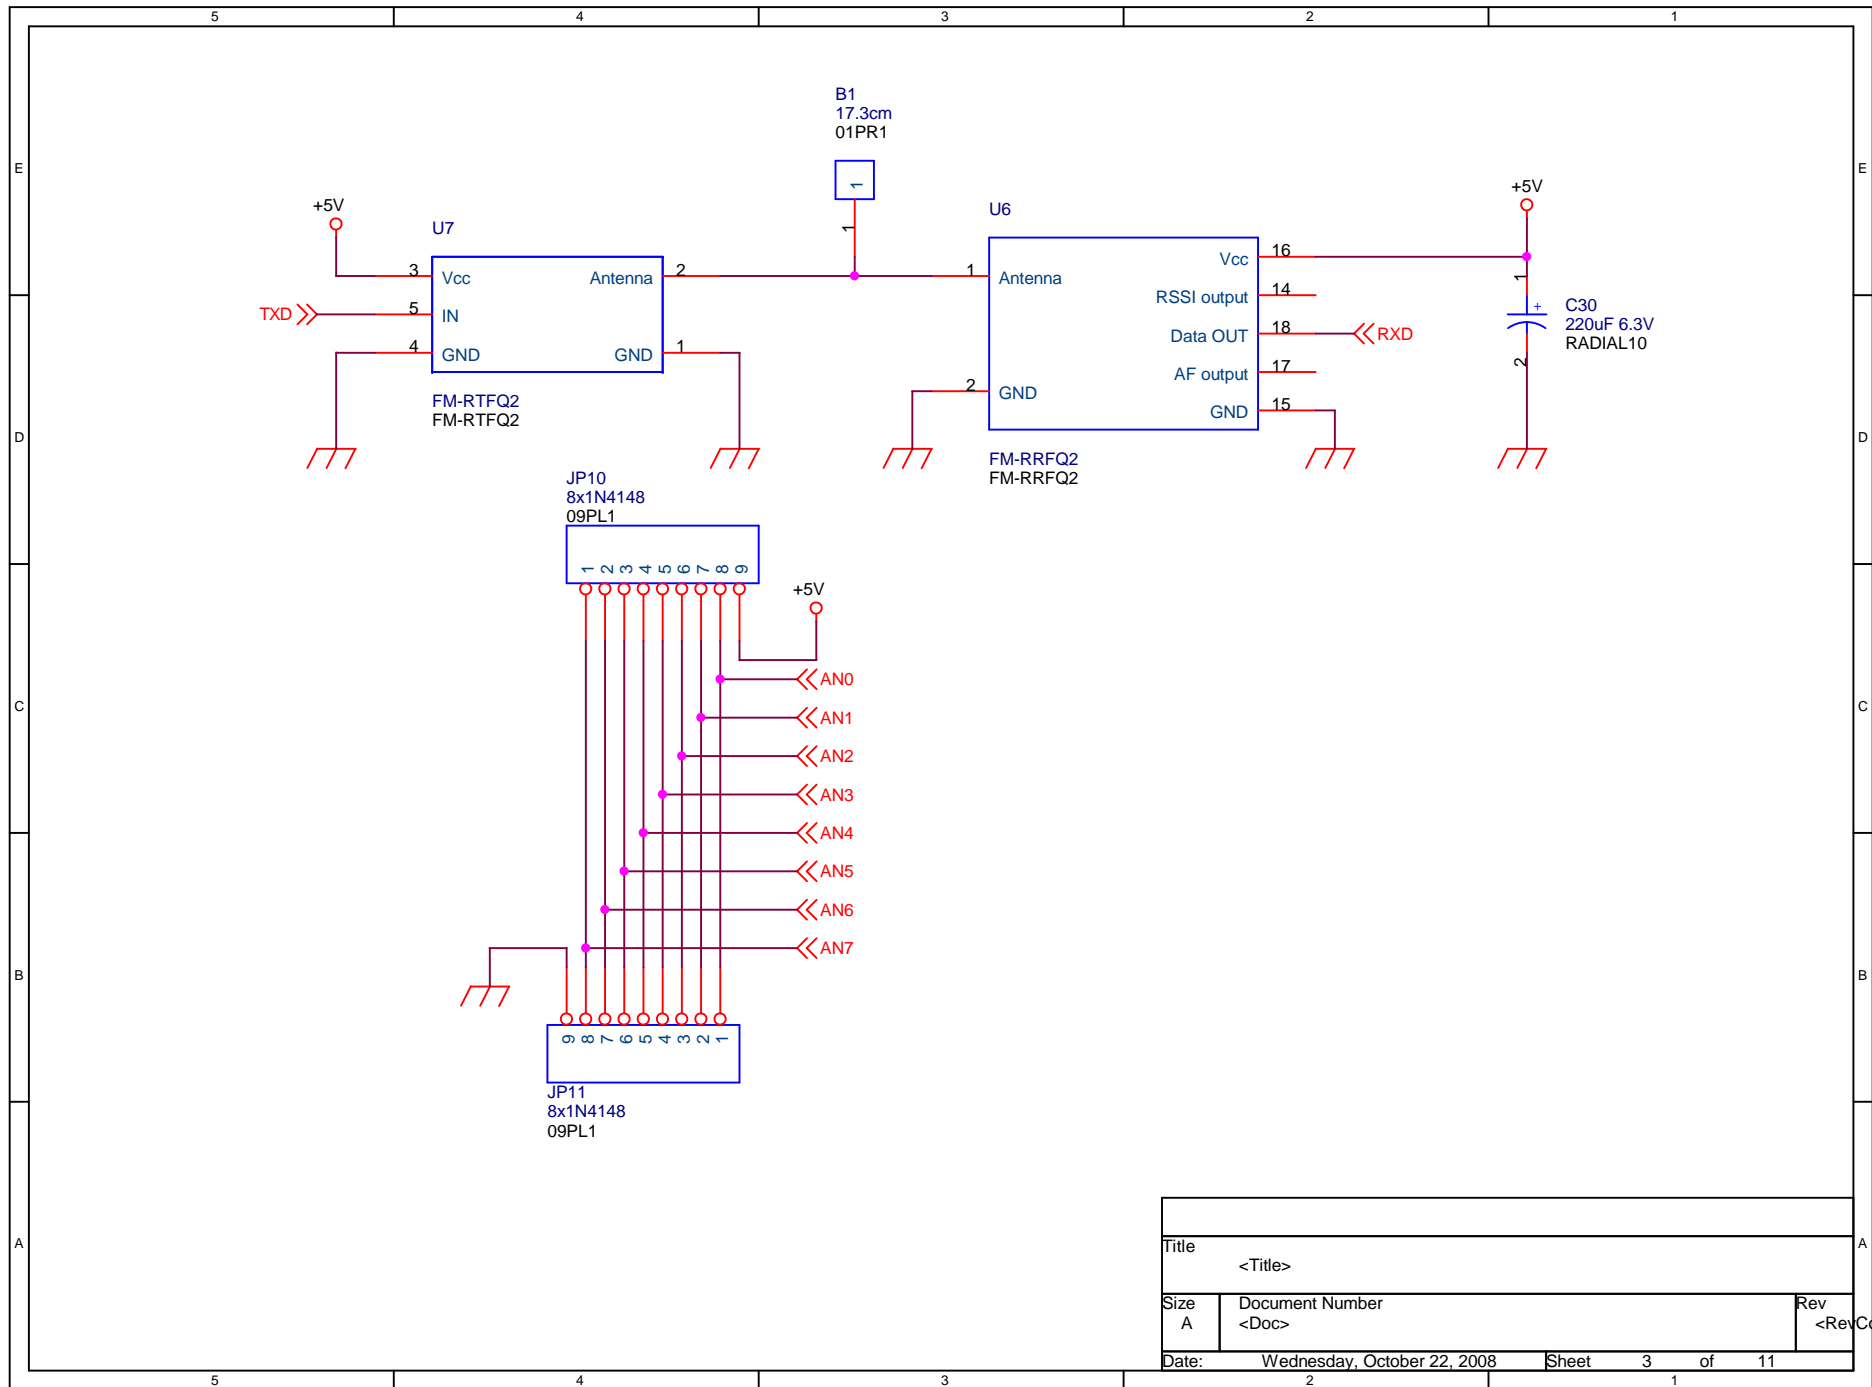 5 4 3 2 1
E E
D D
C C
B B
A A
B1
17.3cm
01PR1
1
1
+5V
U7
3 Vcc
Antenna 2
TXD
5 IN
4 GND
GND 1
FM-RTFQ2
FM-RTFQ2
U6
1 Antenna
2 GND
Vcc 16
RSSI output 14
Data OUT 18
RXD
AF output 17
GND 15
FM-RRFQ2
FM-RRFQ2
+5V
1
+
2
C30
220uF 6.3V
RADIAL10
JP10
8x1N4148
09PL1
1 2 3 4 5 6 7 8 9
+5V
AN0
AN1
AN2
AN3
AN4
AN5
AN6
AN7
9 8 7 6 5 4 3 2 1
JP11
8x1N4148
09PL1
Title
<Title>
Size
A
Document Number
<Doc>
Rev
Date: Wednesday, October 22, 2008 Sheet 3 of 11
5 4 3 2 1